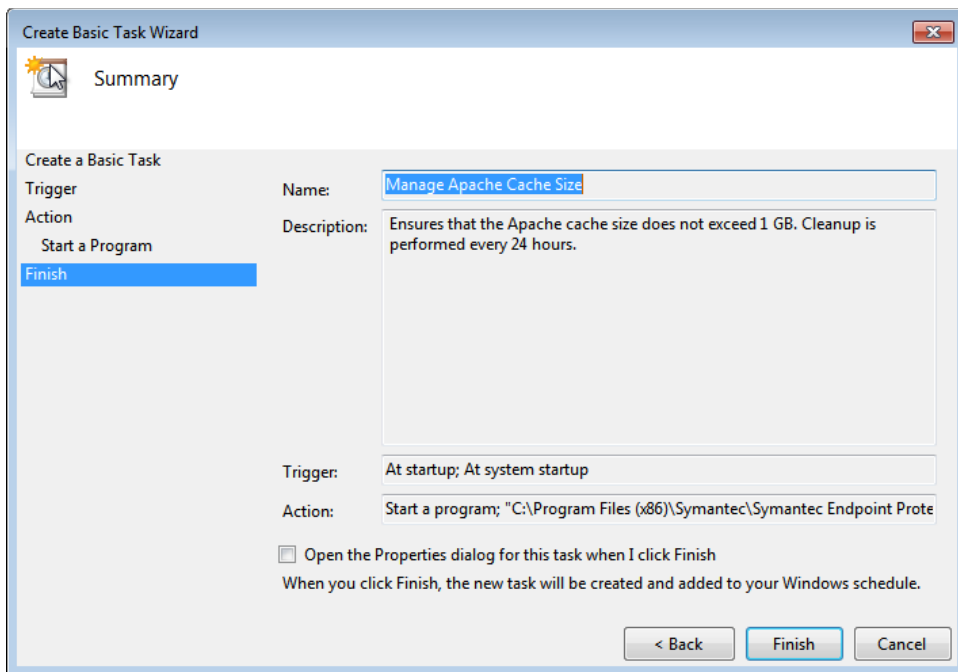 Create Basic Task Wizard
Summary
Create a Basic Task
Trigger
Action
Start a Program
Finish
Name:
Manage Apache Cache Size
Description:
Ensures that the Apache cache size does not exceed 1 GB. Cleanup is
performed every 24 hours.
Trigger:
At startup; At system startup
Action:
Start a program; "C:\Program Files (x86)\Symantec\Symantec Endpoint Prote
Open the Properties dialog for this task when I click Finish
When you click Finish, the new task will be created and added to your Windows schedule.
< Back
Finish
Cancel